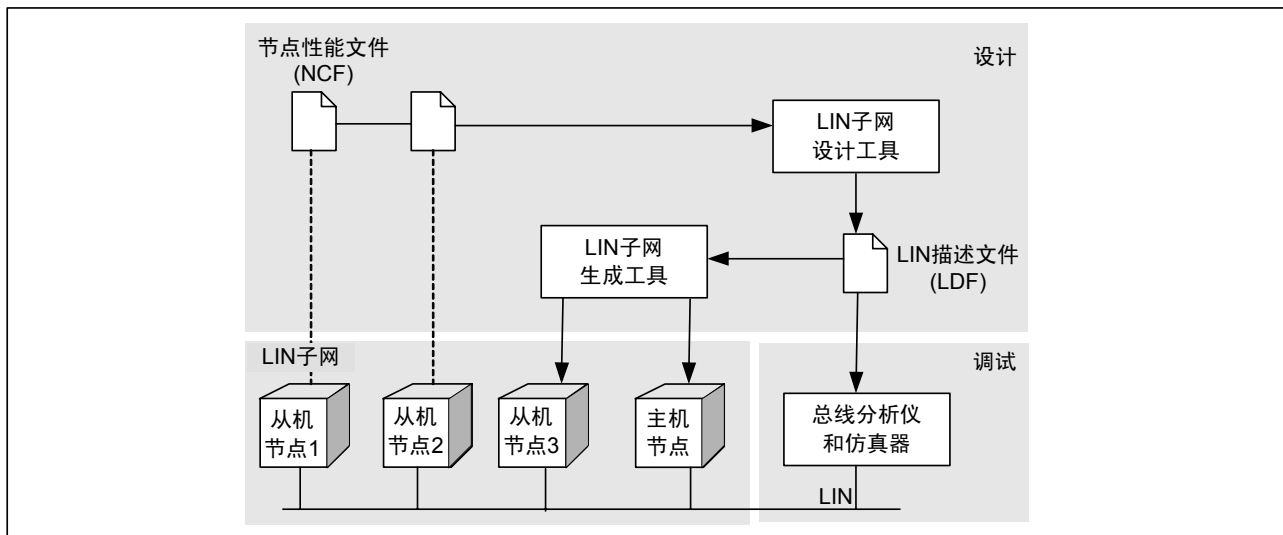 节点性能文件
(NCF)
设计
LIN子网
设计工具
LIN子网
生成工具
LIN描述文件
(LDF)
LIN子网
调试
从机
节点1
从机
节点2
从机
节点3
主机
节点
总线分析仪
和仿真器
LIN